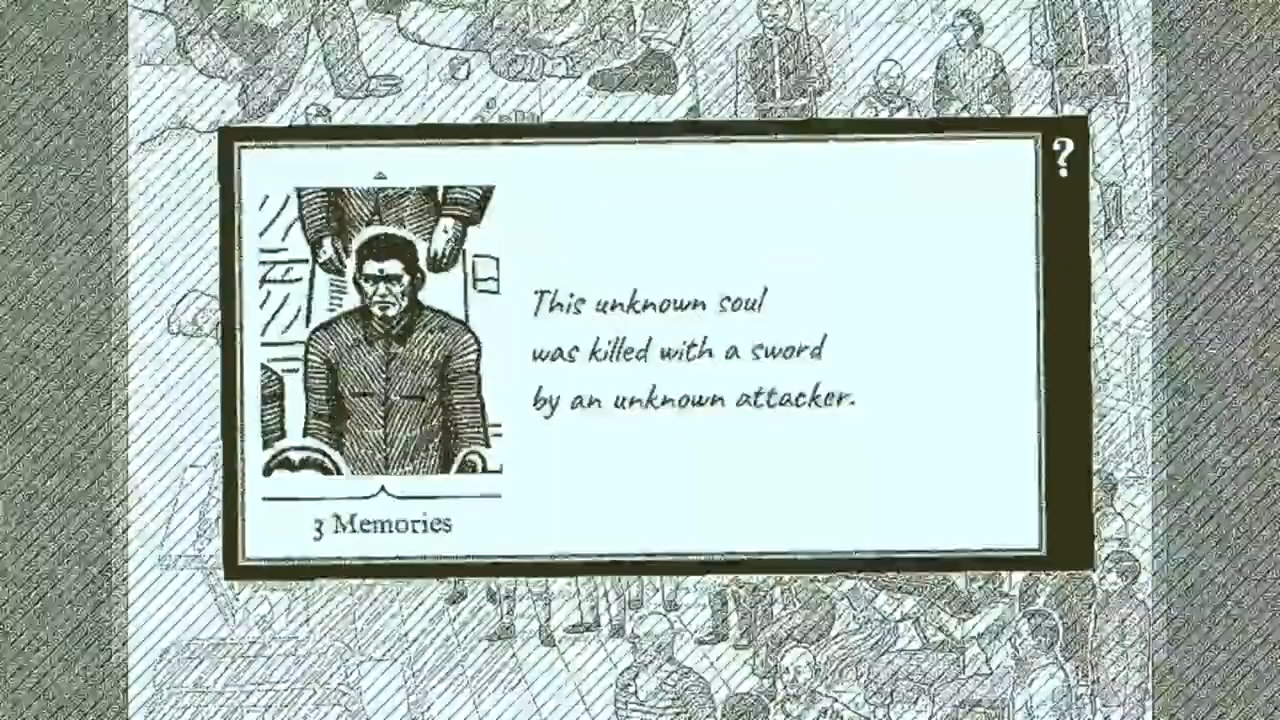 ?
This unknown soul
was killed with a sword
by an unknown attacker.
3 Memories